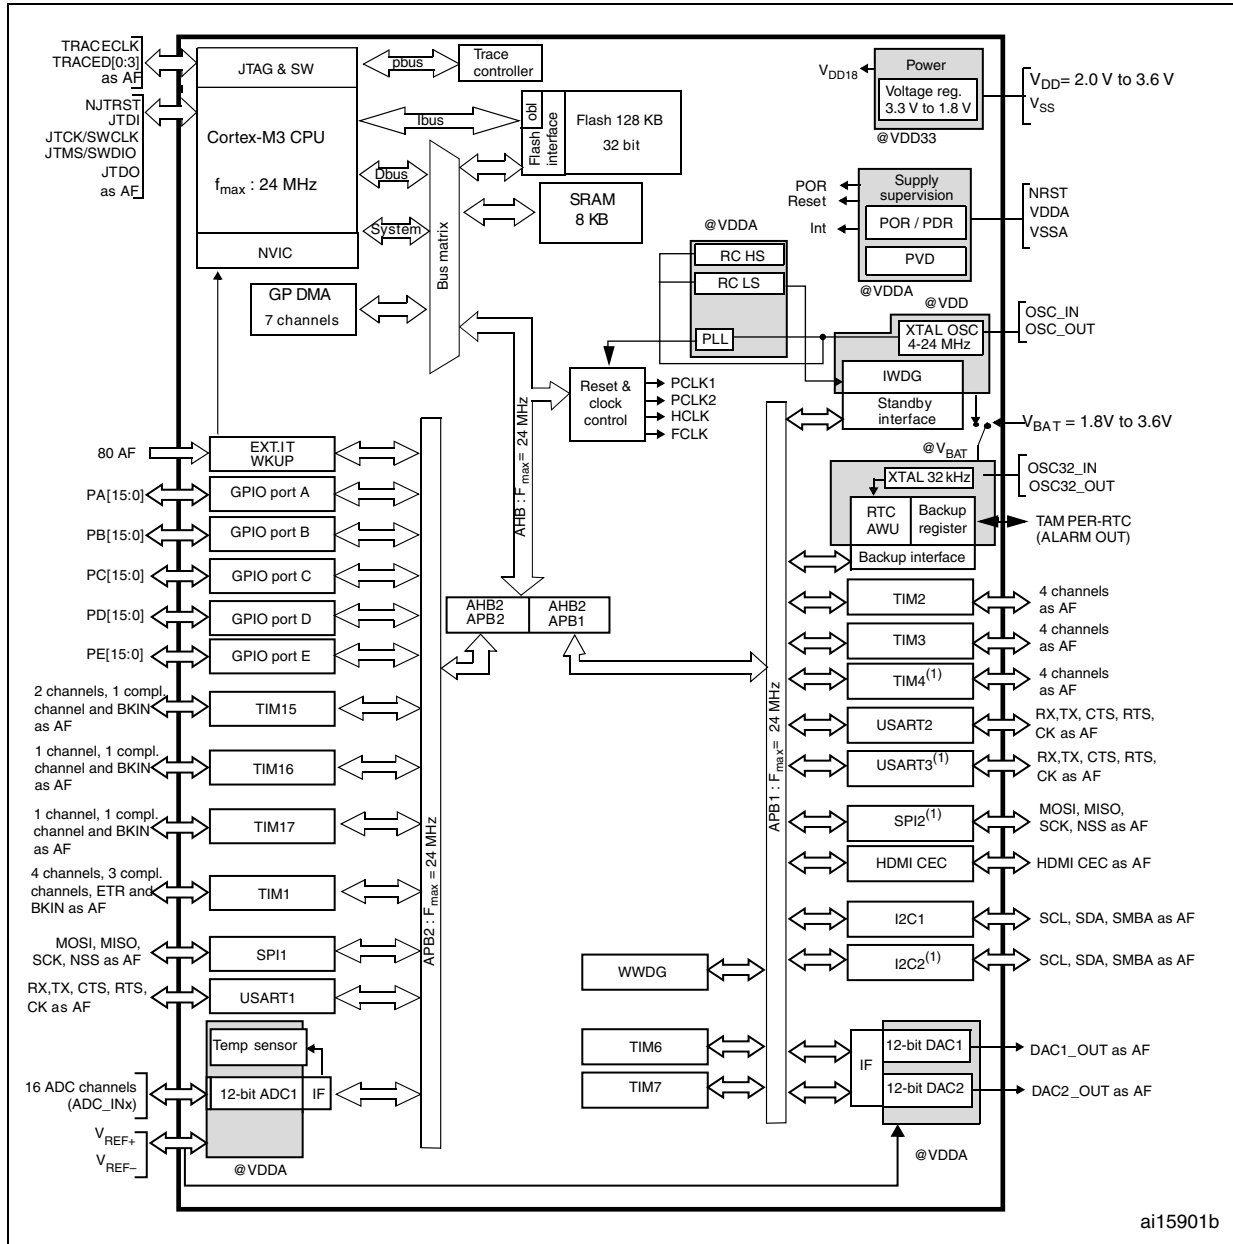 TRACECLK
TRACED[0:3]
as AF
NJTRST
JTDI
JTCK/SWCLK
JTMS/SWDIO
JTDO
as AF
JTAG & SW
Cortex-M3 CPU
fmax : 24 MHz
NVIC
pbus
Trace
controller
Ibus
Flash obl
interface
Flash 128 KB
32 bit
Dbus
System
Bus matrix
SRAM
8 KB
GP DMA
7 channels
VDD18
Power
Voltage reg.
3.3 V to 1.8 V
@VDD33
VDD= 2.0 V to 3.6 V
VSS
POR
Reset
Int
Supply
supervision
POR / PDR
PVD
@VDDA
NRST
VDDA
VSSA
@VDDA
RC HS
RC LS
PLL
@VDD
XTAL OSC
4-24 MHz
OSC_IN
OSC_OUT
IWDG
Standby
interface
Reset &
clock
control
PCLK1
PCLK2
HCLK
FCLK
VBAT = 1.8V to 3.6V
@VBAT
XTAL 32 kHz
OSC32_IN
OSC32_OUT
RTC
AWU
Backup
register
Backup interface
TAM PER-RTC
(ALARM OUT)
AHB : Fmax= 24 MHz
AHB2
APB2
AHB2
APB1
APB2 : Fmax = 24 MHz
APB1 : Fmax= 24 MHz
80 AF
EXT.IT
WKUP
PA[15:0]
GPIO port A
PB[15:0]
GPIO port B
PC[15:0]
GPIO port C
PD[15:0]
GPIO port D
PE[15:0]
GPIO port E
2 channels, 1 compl.
channel and BKIN
as AF
TIM15
1 channel, 1 compl.
channel and BKIN
as AF
TIM16
1 channel, 1 compl.
channel and BKIN
as AF
TIM17
4 channels, 3 compl.
channels, ETR and
BKIN as AF
TIM1
MOSI, MISO,
SCK, NSS as AF
SPI1
RX,TX, CTS, RTS,
CK as AF
USART1
Temp sensor
16 ADC channels
(ADC_INx)
12-bit ADC1
IF
VREF+
VREF–
@VDDA
TIM2
4 channels
as AF
TIM3
4 channels
as AF
TIM4(1)
4 channels
as AF
USART2
RX,TX, CTS, RTS,
CK as AF
USART3(1)
RX,TX, CTS, RTS,
CK as AF
SPI2(1)
MOSI, MISO,
SCK, NSS as AF
HDMI CEC
HDMI CEC as AF
I2C1
SCL, SDA, SMBA as AF
I2C2(1)
SCL, SDA, SMBA as AF
WWDG
TIM6
TIM7
IF
12-bit DAC1
DAC1_OUT as AF
12-bit DAC2
DAC2_OUT as AF
@VDDA
ai15901b